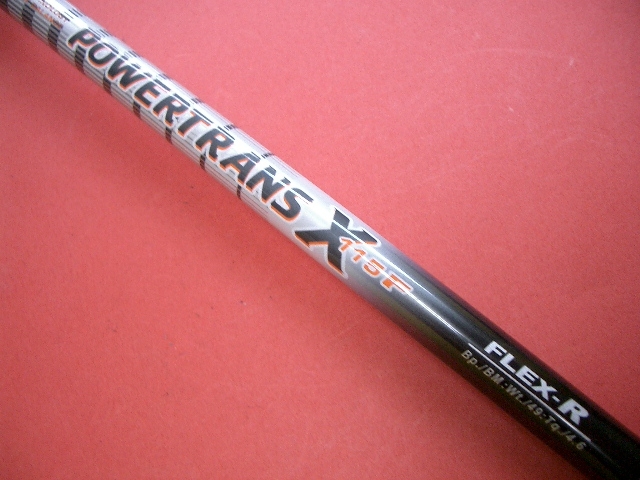 POWERTRANS X 115F
FLEX-R
Bp./BM:Wt./49:Tq./4.6